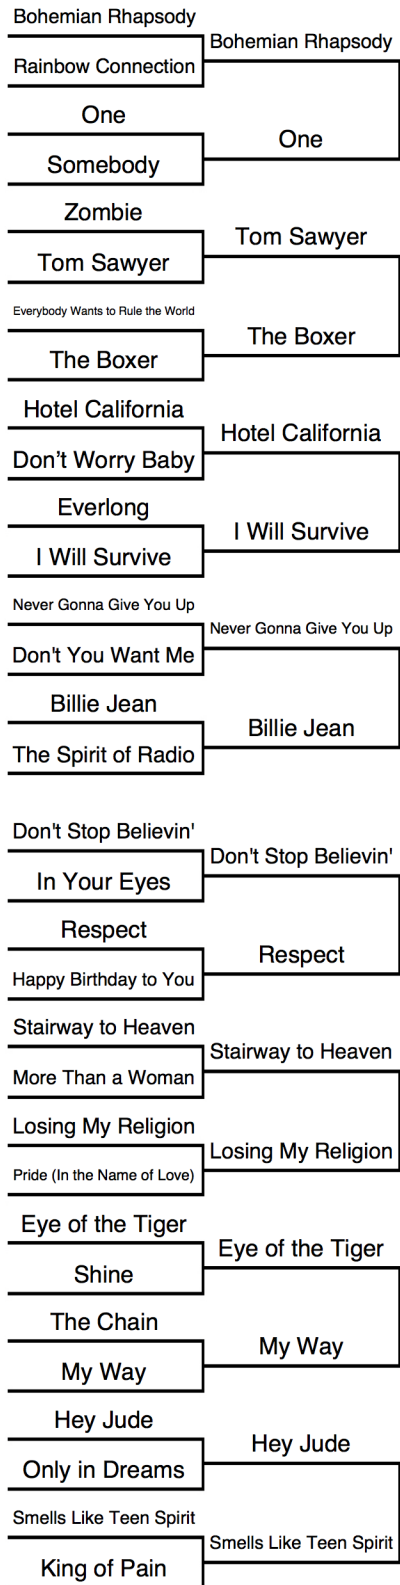 Bohemian Rhapsody
Bohemian Rhapsody
Rainbow Connection
One
One
Somebody
Zombie
Tom Sawyer
Tom Sawyer
Everybody Wants to Rule the World
The Boxer
The Boxer
Hotel California
Hotel California
Don’t Worry Baby
Everlong
I Will Survive
I Will Survive
Never Gonna Give You Up
Never Gonna Give You Up
Don't You Want Me
Billie Jean
Billie Jean
The Spirit of Radio
Don't Stop Believin'
Don't Stop Believin'
In Your Eyes
Respect
Respect
Happy Birthday to You
Stairway to Heaven
Stairway to Heaven
More Than a Woman
Losing My Religion
Losing My Religion
Pride (In the Name of Love)
Eye of the Tiger
Eye of the Tiger
Shine
The Chain
My Way
My Way
Hey Jude
Hey Jude
Only in Dreams
Smells Like Teen Spirit
Smells Like Teen Spirit
King of Pain